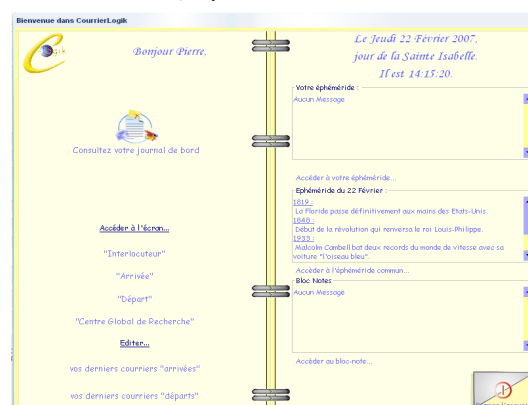 Bienvenue dans CourrierLogik
Bonjour Pierre,
Consultez votre journal de bord
Accéder à l'écran...
"Interlocuteur"
"Arrivée"
"Départ"
"Centre Global de Recherche"
Editer...
vos derniers courriers "arrivées"
vos derniers courriers "départs"
Le Jeudi 22 Février 2007,
jour de la Sainte Isabelle.
Il est 14:15:20.
Votre éphéméride :
Aucun Message
Accéder à votre éphéméride...
Ephéméride du 22 Février :
1819 :
La Floride passe définitivement aux mains des Etats-Unis.
1848 :
Début de la révolution qui renversa le roi Louis-Philippe.
1933 :
Malcolm Cambell bat deux records du monde de vitesse avec sa
voiture "l'oiseau bleu".
Accéder à l'éphéméride commun...
Bloc Notes
Aucun Message
Accéder au bloc-note...